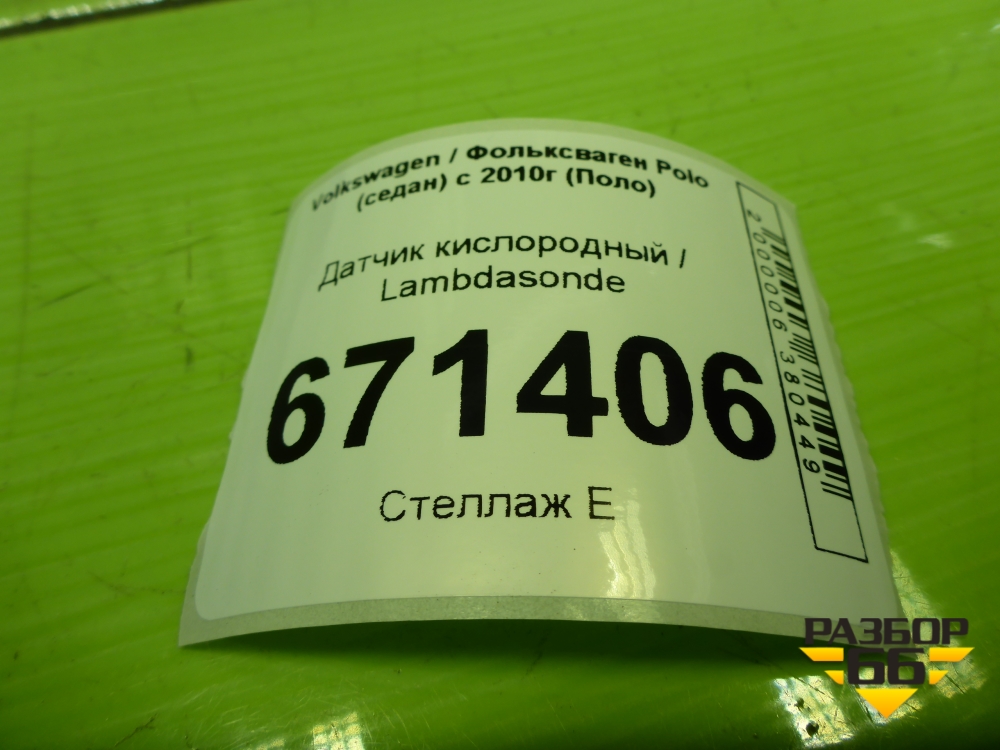 Volkswagen / Фольксваген Polo
(седан) с 2010г (Поло)
Датчик кислородный /
Lambdasonde
671406
Стеллаж Е
2000006380449
РАЗБОР
66